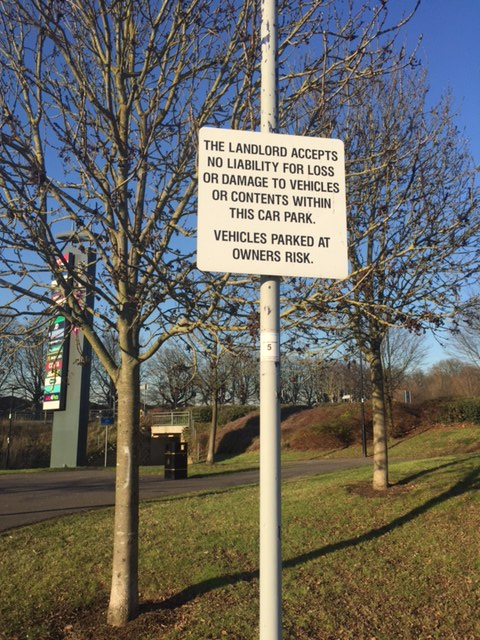 THE LANDLORD ACCEPTS
NO LIABILITY FOR LOSS
OR DAMAGE TO VEHICLES
OR CONTENTS WITHIN
THIS CAR PARK.
VEHICLES PARKED AT
OWNERS RISK.
5